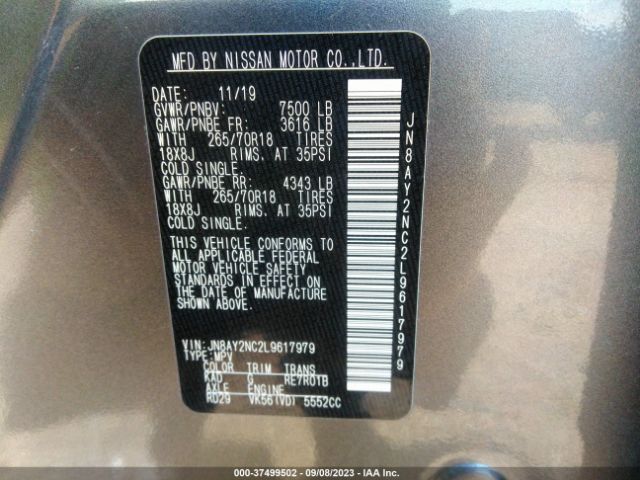 MFD BY NISSAN MOTOR CO.,LTD.
DATE: 11/19
GVWR/PNBV: 7500 LB
GAWR/PNBE FR: 3616 LB
WITH 265/70R18 TIRES
18X8J RIMS. AT 35PSI
COLD SINGLE.
GAWR/PNBE RR: 4343 LB
WITH 265/70R18 TIRES
18X8J RIMS. AT 35PSI
COLD SINGLE.
THIS VEHICLE CONFORMS TO
ALL APPLICABLE FEDERAL
MOTOR VEHICLE SAFETY
STANDARDS IN EFFECT ON
THE DATE OF MANUFACTURE
SHOWN ABOVE.
VIN: JN8AY2NC2L9617979
TYPE: MPV
COLOR TRIM TRANS
KAD G RE7R01B
AXLE ENGINE
RD29 VK56(VD) 5552CC
JN8AY2NC2L9617979
000-37499502 - 09/08/2023 - IAA Inc.